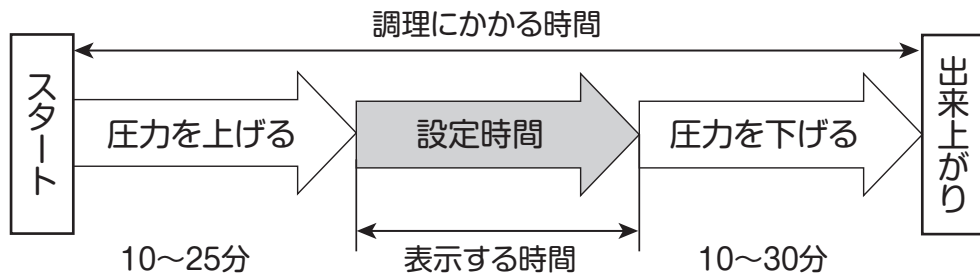 調理にかかる時間
スタート
圧力を上げる
設定時間
圧力を下げる
出来上がり
10〜25分
表示する時間
10〜30分